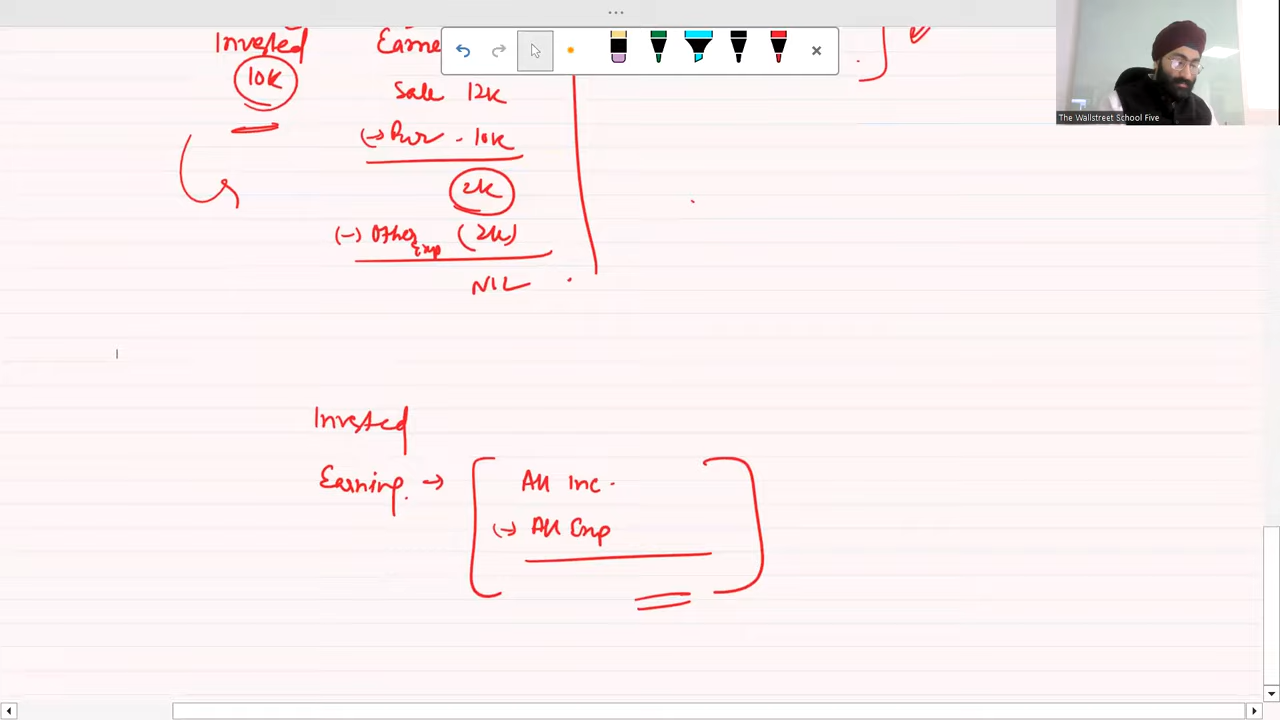 Invested Earne
10K
Sale 12K
(-) Pur - 10K
2K
(-) Other Exp (2K)
NIL
The Wallstreet School Five
Invested
Earning → All Inc.
(-) All Exp